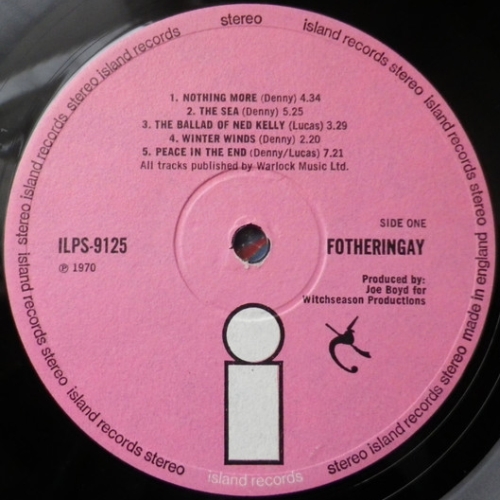 stereo
island records stereo island records stereo made in england
stereo island records stereo island records
island records stereo island records stereo
1. NOTHING MORE (Denny) 4.34
2. THE SEA (Denny) 5.25
3. THE BALLAD OF NED KELLY (Lucas) 3.29
4. WINTER WINDS (Denny) 2.20
5. PEACE IN THE END (Denny/Lucas) 7.21
All tracks published by Warlock Music Ltd.
SIDE ONE
ILPS-9125
FOTHERINGAY
℗ 1970
Produced by:
Joe Boyd for
Witchseason Productions
i
island records
stereo island records stereo